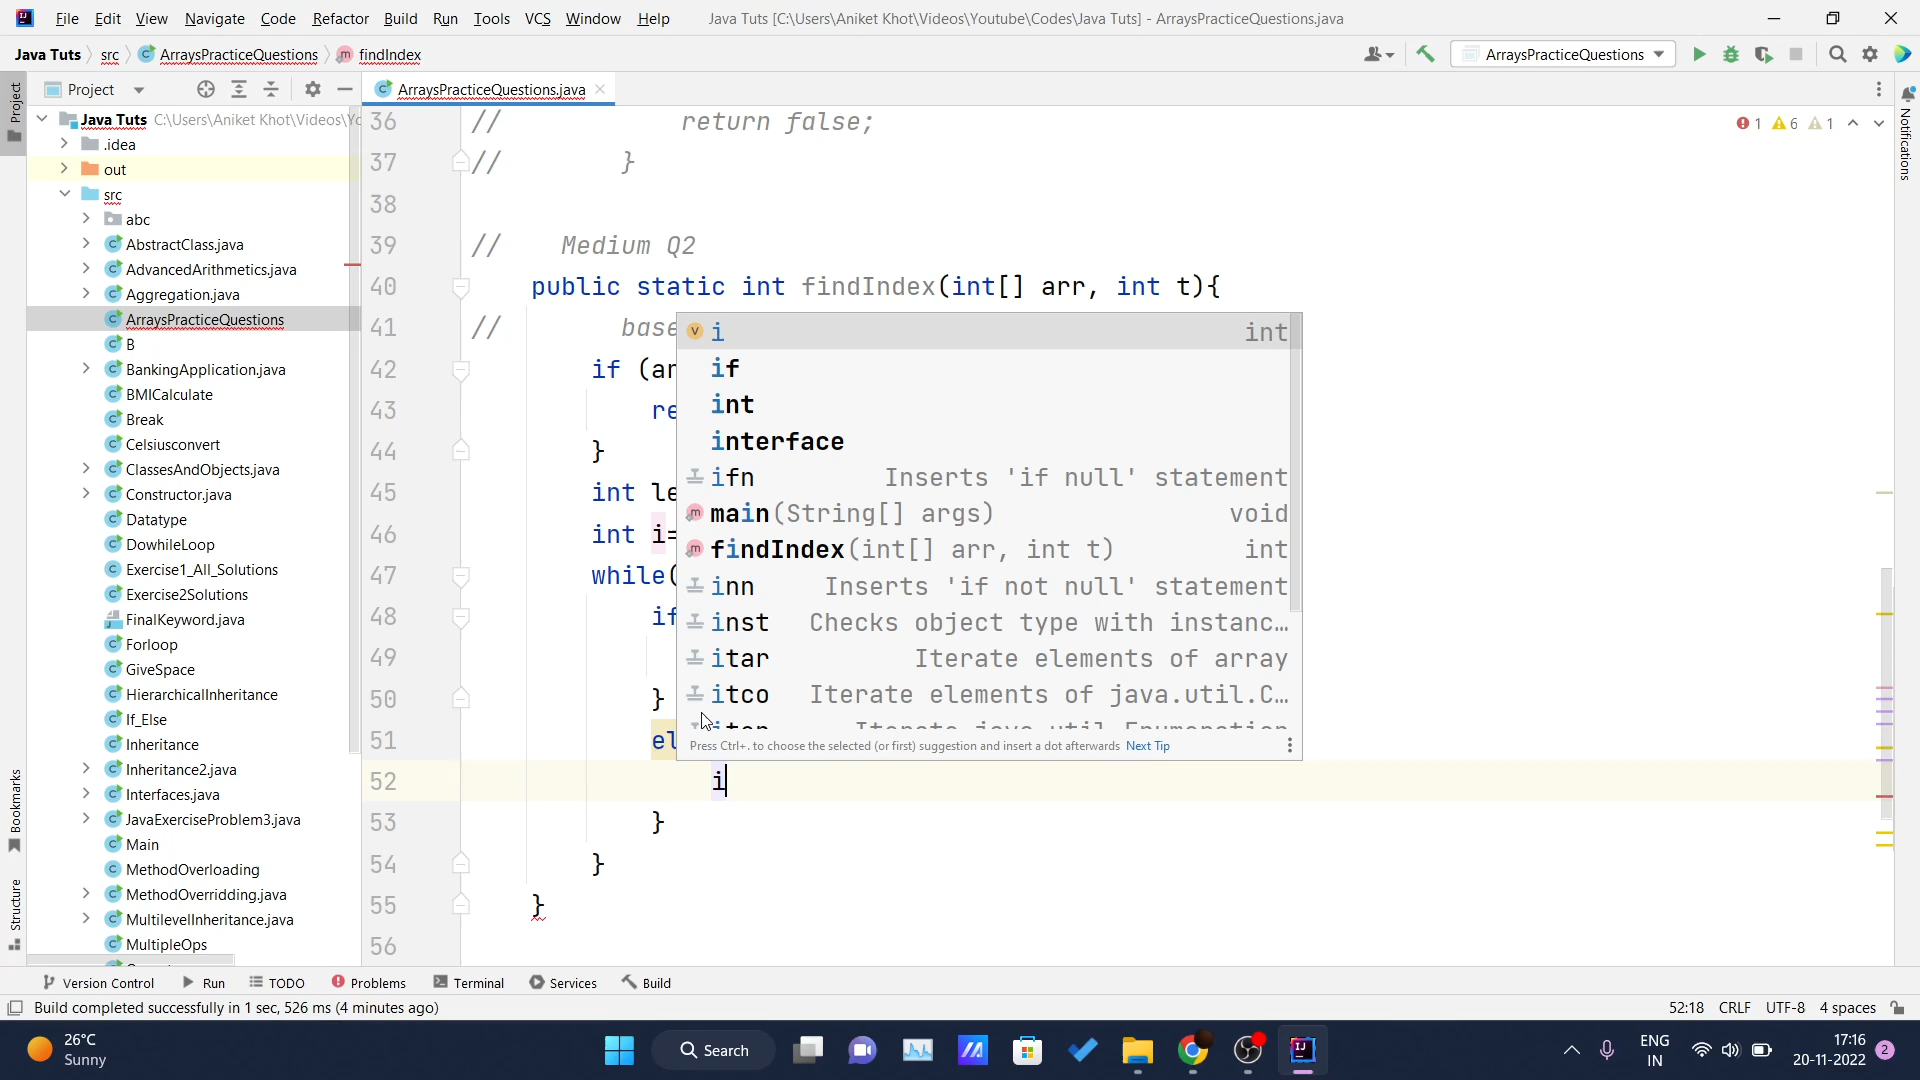 File Edit View Navigate Code Refactor Build Run Tools VCS Window Help Java Tuts [C:\Users\Aniket Khot\Videos\Youtube\Codes\Java Tuts] - ArraysPracticeQuestions.java
Java Tuts src ArraysPracticeQuestions findIndex ArraysPracticeQuestions
Project ArraysPracticeQuestions.java
Project
Java Tuts C:\Users\Aniket Khot\Videos\Yo
.idea
out
src
abc
AbstractClass.java
AdvancedArithmetics.java
Aggregation.java
ArraysPracticeQuestions
B
BankingApplication.java
BMICalculate
Break
Celsiusconvert
ClassesAndObjects.java
Constructor.java
Datatype
DowhileLoop
Exercise1_All_Solutions
Exercise2Solutions
FinalKeyword.java
Forloop
GiveSpace
HierarchicalInheritance
If_Else
Inheritance
Inheritance2.java
Interfaces.java
JavaExerciseProblem3.java
Main
MethodOverloading
MethodOverridding.java
MultilevelInheritance.java
MultipleOps
Bookmarks
Structure
Notifications
1 6 1
36 // return false;
37 // }
38
39 // Medium Q2
40 public static int findIndex(int[] arr, int t){
41 // base
42 if (ar
43 re
44 }
45 int le
46 int i=
47 while(
48 if
49
50 }
51 el
52 i
53 }
54 }
55 }
56
i int
if
int
interface
ifn Inserts 'if null' statement
main(String[] args) void
findIndex(int[] arr, int t) int
inn Inserts 'if not null' statement
inst Checks object type with instanc…
itar Iterate elements of array
itco Iterate elements of java.util.C…
iten Iterate java.util.Enumeration
Press Ctrl+. to choose the selected (or first) suggestion and insert a dot afterwards Next Tip
Version Control Run TODO Problems Terminal Services Build
Build completed successfully in 1 sec, 526 ms (4 minutes ago) 52:18 CRLF UTF-8 4 spaces
26°C
Sunny
Search
ENG
IN
17:16
20-11-2022
2